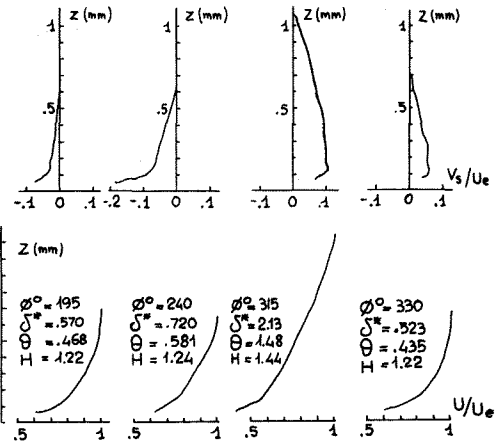 z (mm)
z (mm)
z (mm)
z (mm)
1
1
1
1
.5
.5
.5
.5
Vs/Ue
-.1 0 .1
-.2 -.1 0 .1
-.1 0 .1
-.1 0 .1
z (mm)
ø° = 195
δ* = .570
θ = .468
H = 1.22
ø° = 240
δ* = .720
θ = .581
H = 1.24
ø° = 315
δ* = 2.13
θ = 1.48
H = 1.44
ø° = 330
δ* = .523
θ = .435
H = 1.22
U/Ue
.5 1
.5 1
.5 1
.5 1